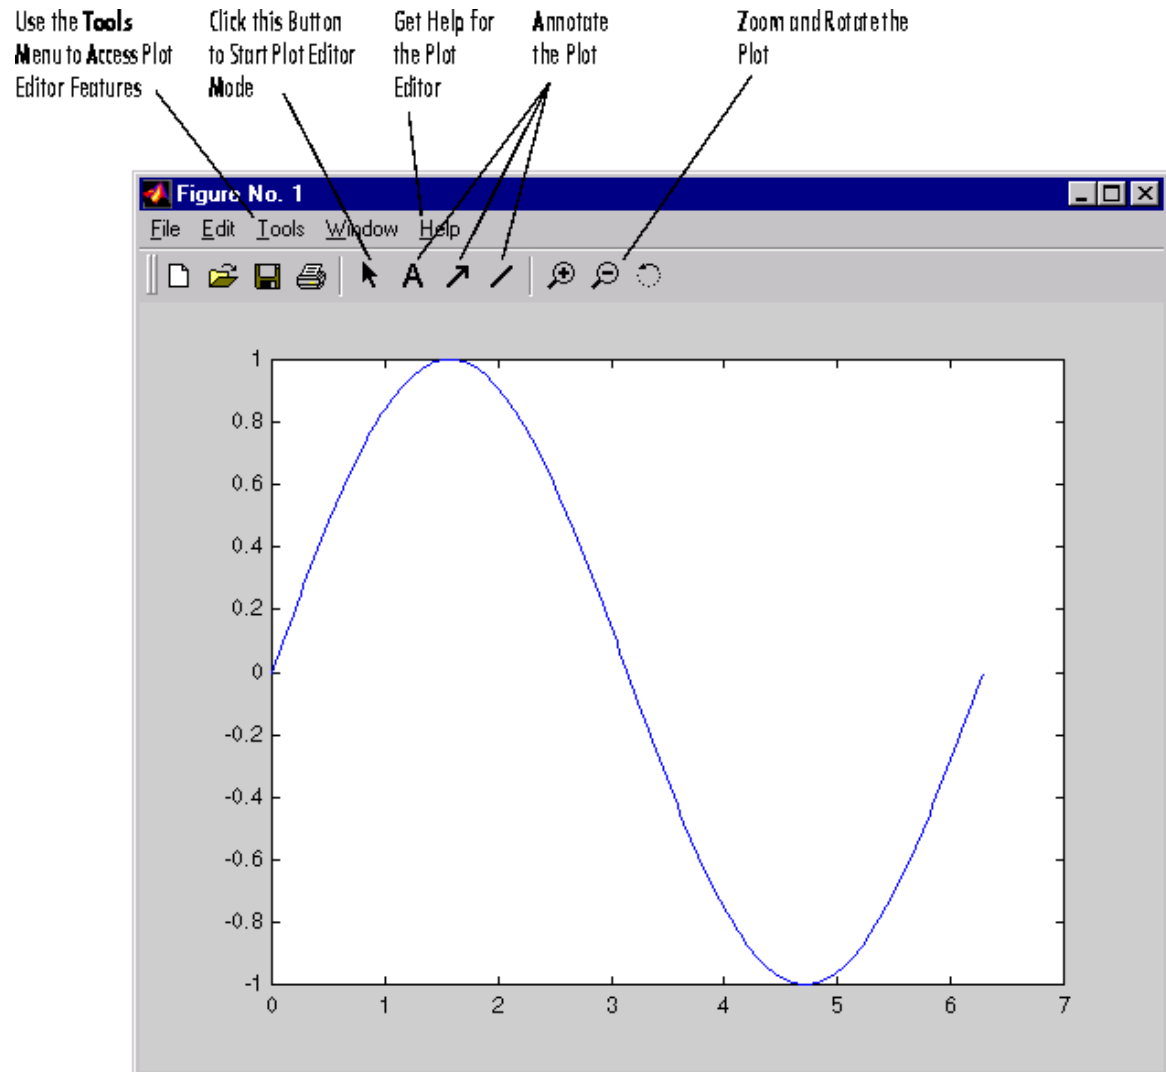 Use the Tools
Menu to Access Plot
Editor Features
Click this Button
to Start Plot Editor
Mode
Get Help for
the Plot
Editor
Annotate
the Plot
Zoom and Rotate the
Plot
Figure No. 1
File Edit Tools Window Help
A
1
0.8
0.6
0.4
0.2
0
-0.2
-0.4
-0.6
-0.8
-1
0 1 2 3 4 5 6 7